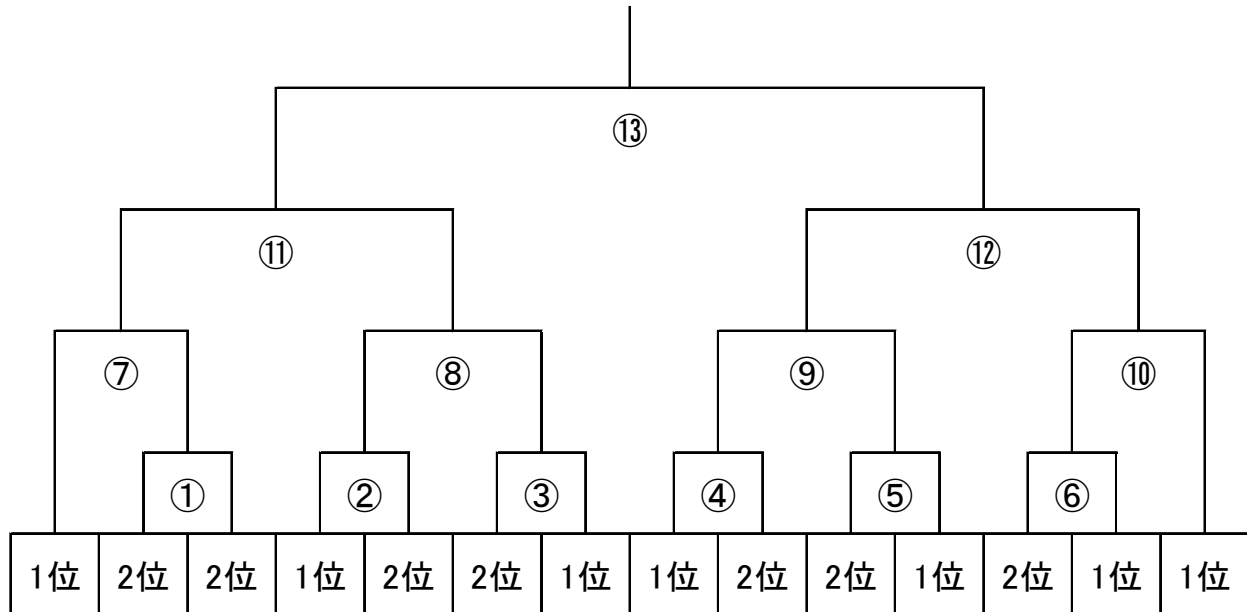 ⑬
⑪ ⑫
⑦ ⑧ ⑨ ⑩
① ② ③ ④ ⑤ ⑥
1位 2位 2位 1位 2位 2位 1位 1位 2位 2位 1位 2位 1位 1位